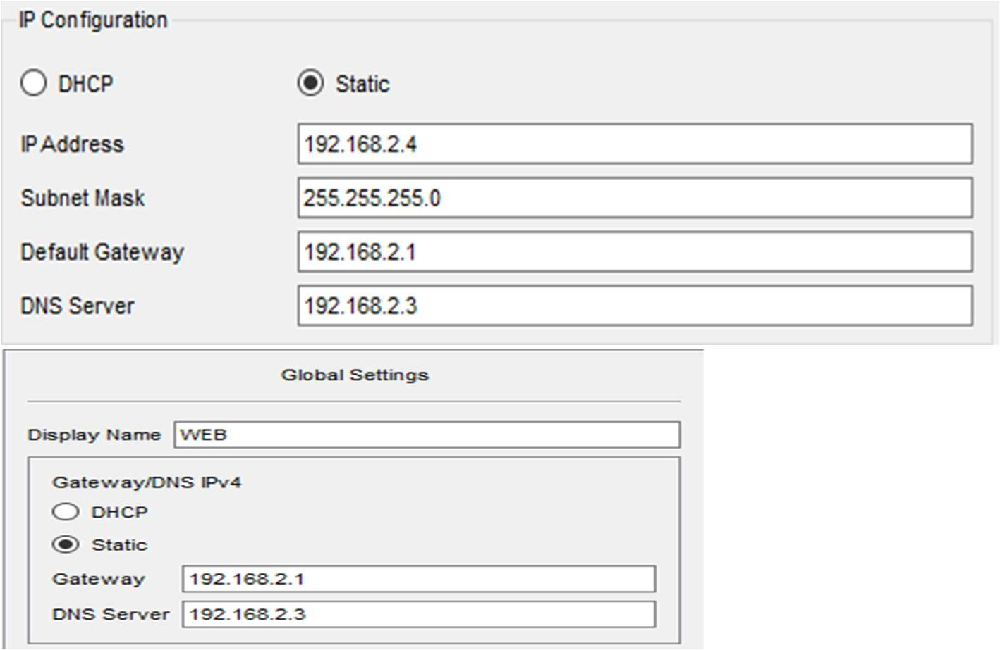 IP Configuration
DHCP Static
IP Address 192.168.2.4
Subnet Mask 255.255.255.0
Default Gateway 192.168.2.1
DNS Server 192.168.2.3
Global Settings
Display Name WEB
Gateway/DNS IPv4
DHCP
Static
Gateway 192.168.2.1
DNS Server 192.168.2.3